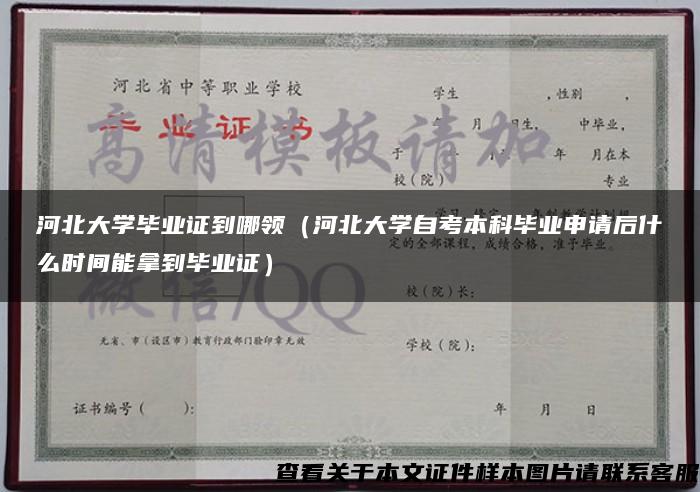 河北省中等职业学校
毕业证书
学生 ,性别 ,
年 月 日生, 中毕业,
于 年 月在本
校(院) 专业
高清模板请加
河北大学毕业证到哪领（河北大学自考本科毕业申请后什
么时间能拿到毕业证）
定的全部课程,成绩合格,准予毕业。
微信/QQ
校(院)长:
无省、市(设区市)教育行政部门验印章无效
学校(院):
证书编号( ):
年 月 日
查看关于本文证件样本图片请联系客服